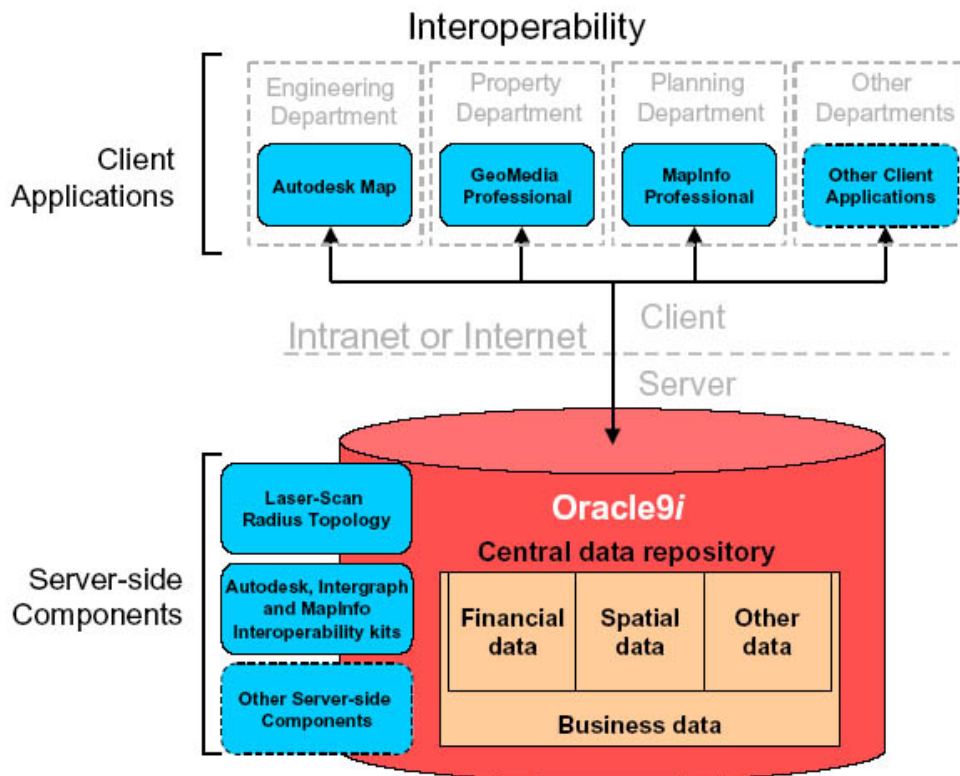 Interoperability
Client
Applications
Engineering
Department
Property
Department
Planning
Department
Other
Departments
Autodesk Map
GeoMedia
Professional
MapInfo
Professional
Other Client
Applications
Client
Intranet or Internet
Server
Server-side
Components
Laser-Scan
Radius Topology
Autodesk, Intergraph
and MapInfo
Interoperability kits
Other Server-side
Components
Oracle9i
Central data repository
Financial
data
Spatial
data
Other
data
Business data